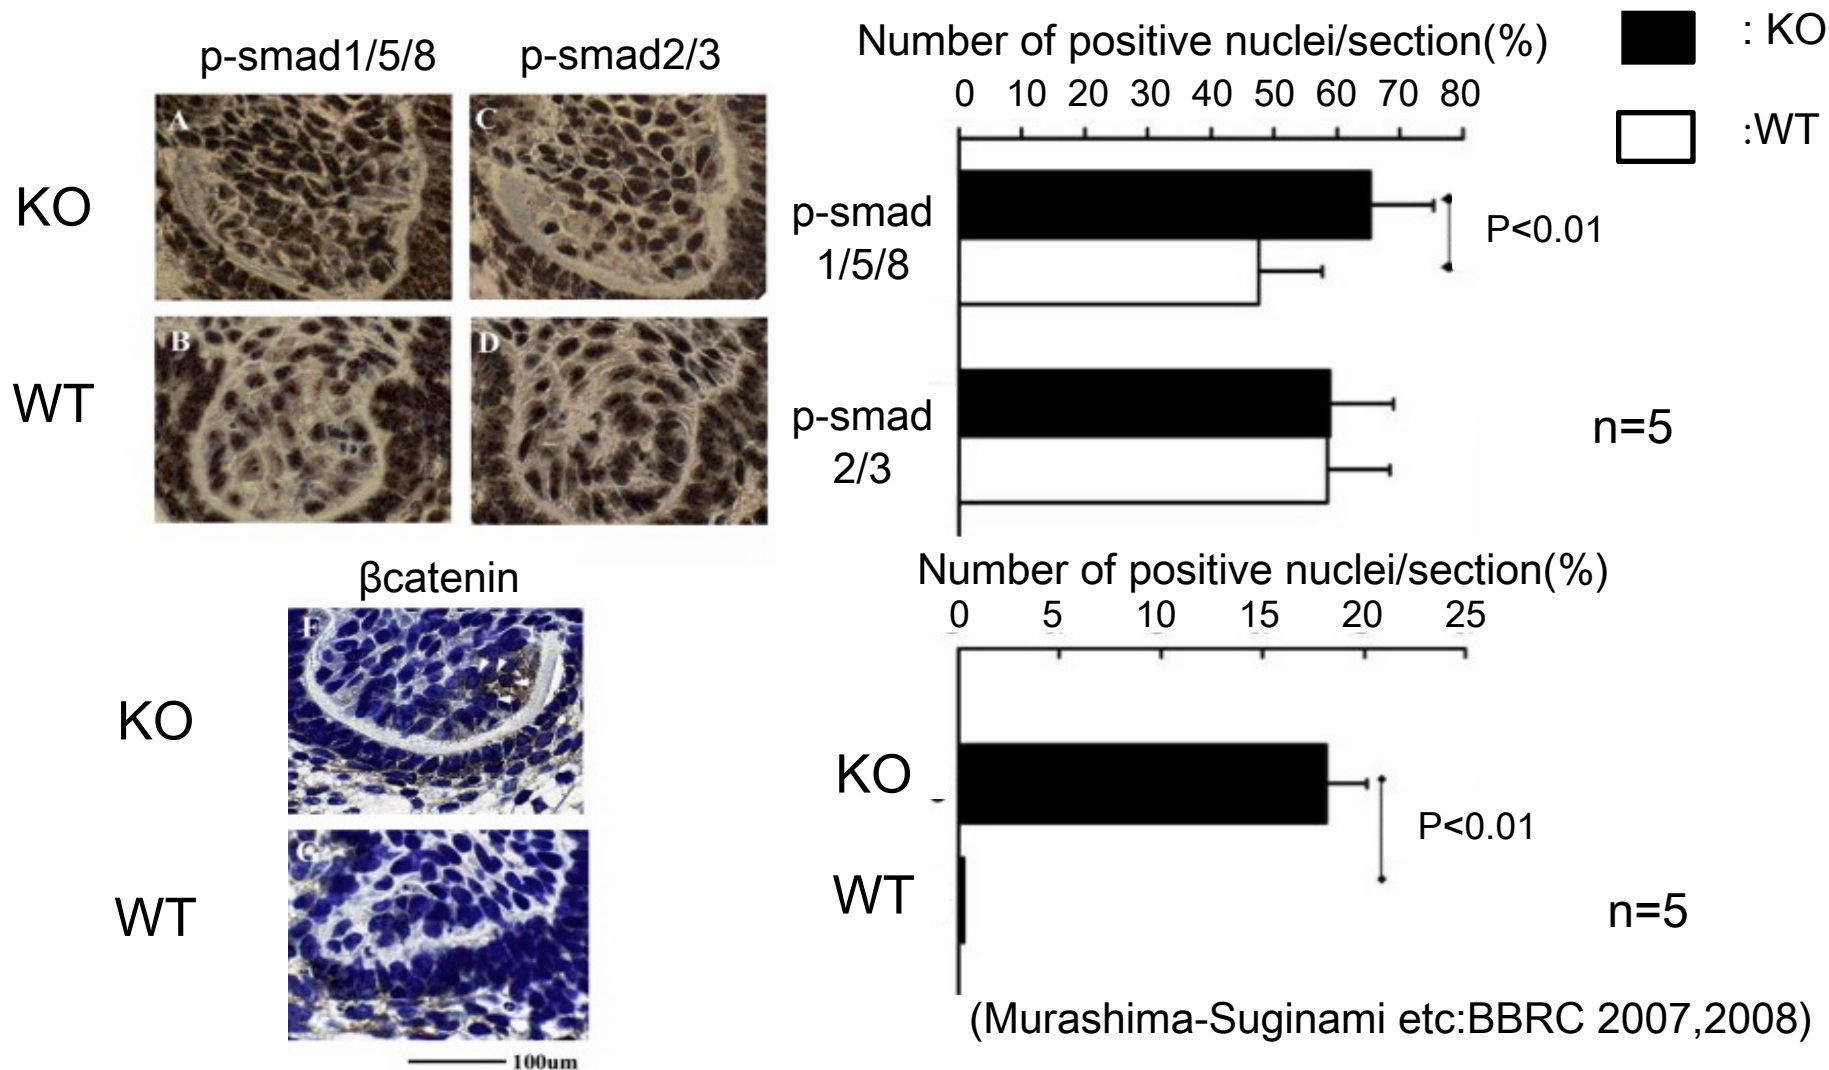 p-smad1/5/8
p-smad2/3
Number of positive nuclei/section(%)
: KO
:WT
0 10 20 30 40 50 60 70 80
A
C
KO
p-smad
1/5/8
P<0.01
B
D
WT
p-smad
2/3
n=5
βcatenin
Number of positive nuclei/section(%)
0 5 10 15 20 25
F
KO
KO
P<0.01
G
WT
WT
n=5
(Murashima-Suginami etc:BBRC 2007,2008)
100um